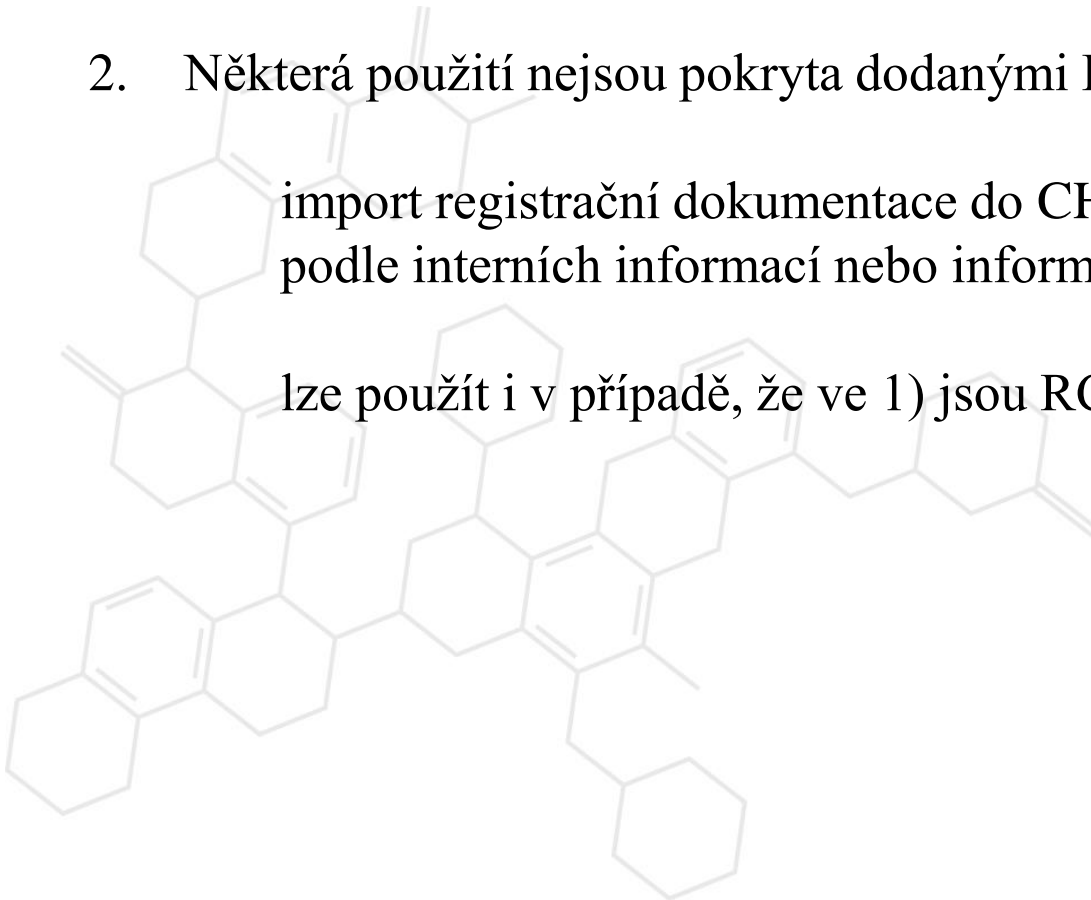 2. Některá použití nejsou pokryta dodanými
import registrační dokumentace do
podle interních informací nebo
lze použít i v případě, že ve 1) jsou